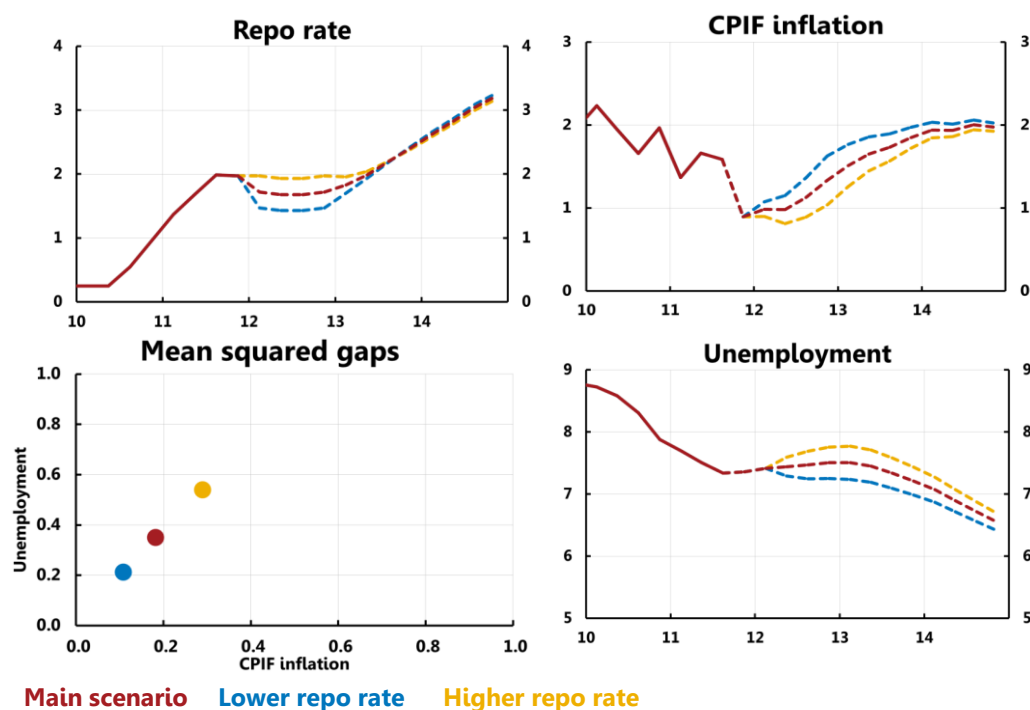 Repo rate
4 4
3 3
2 2
1 1
0 0
10 11 12 13 14
CPIF inflation
3 3
2 2
1 1
0 0
10 11 12 13 14
Mean squared gaps
1.0
0.8
0.6
0.4
0.2
0.0
Unemployment
0.0 0.2 0.4 0.6 0.8 1.0
CPIF inflation
Unemployment
9 9
8 8
7 7
6 6
5 5
10 11 12 13 14
Main scenario Lower repo rate Higher repo rate